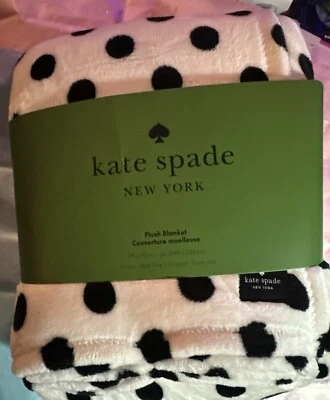 kate spade
NEW YORK
Plush Blanket
Couverture moelleuse
kate spade
NEW YORK